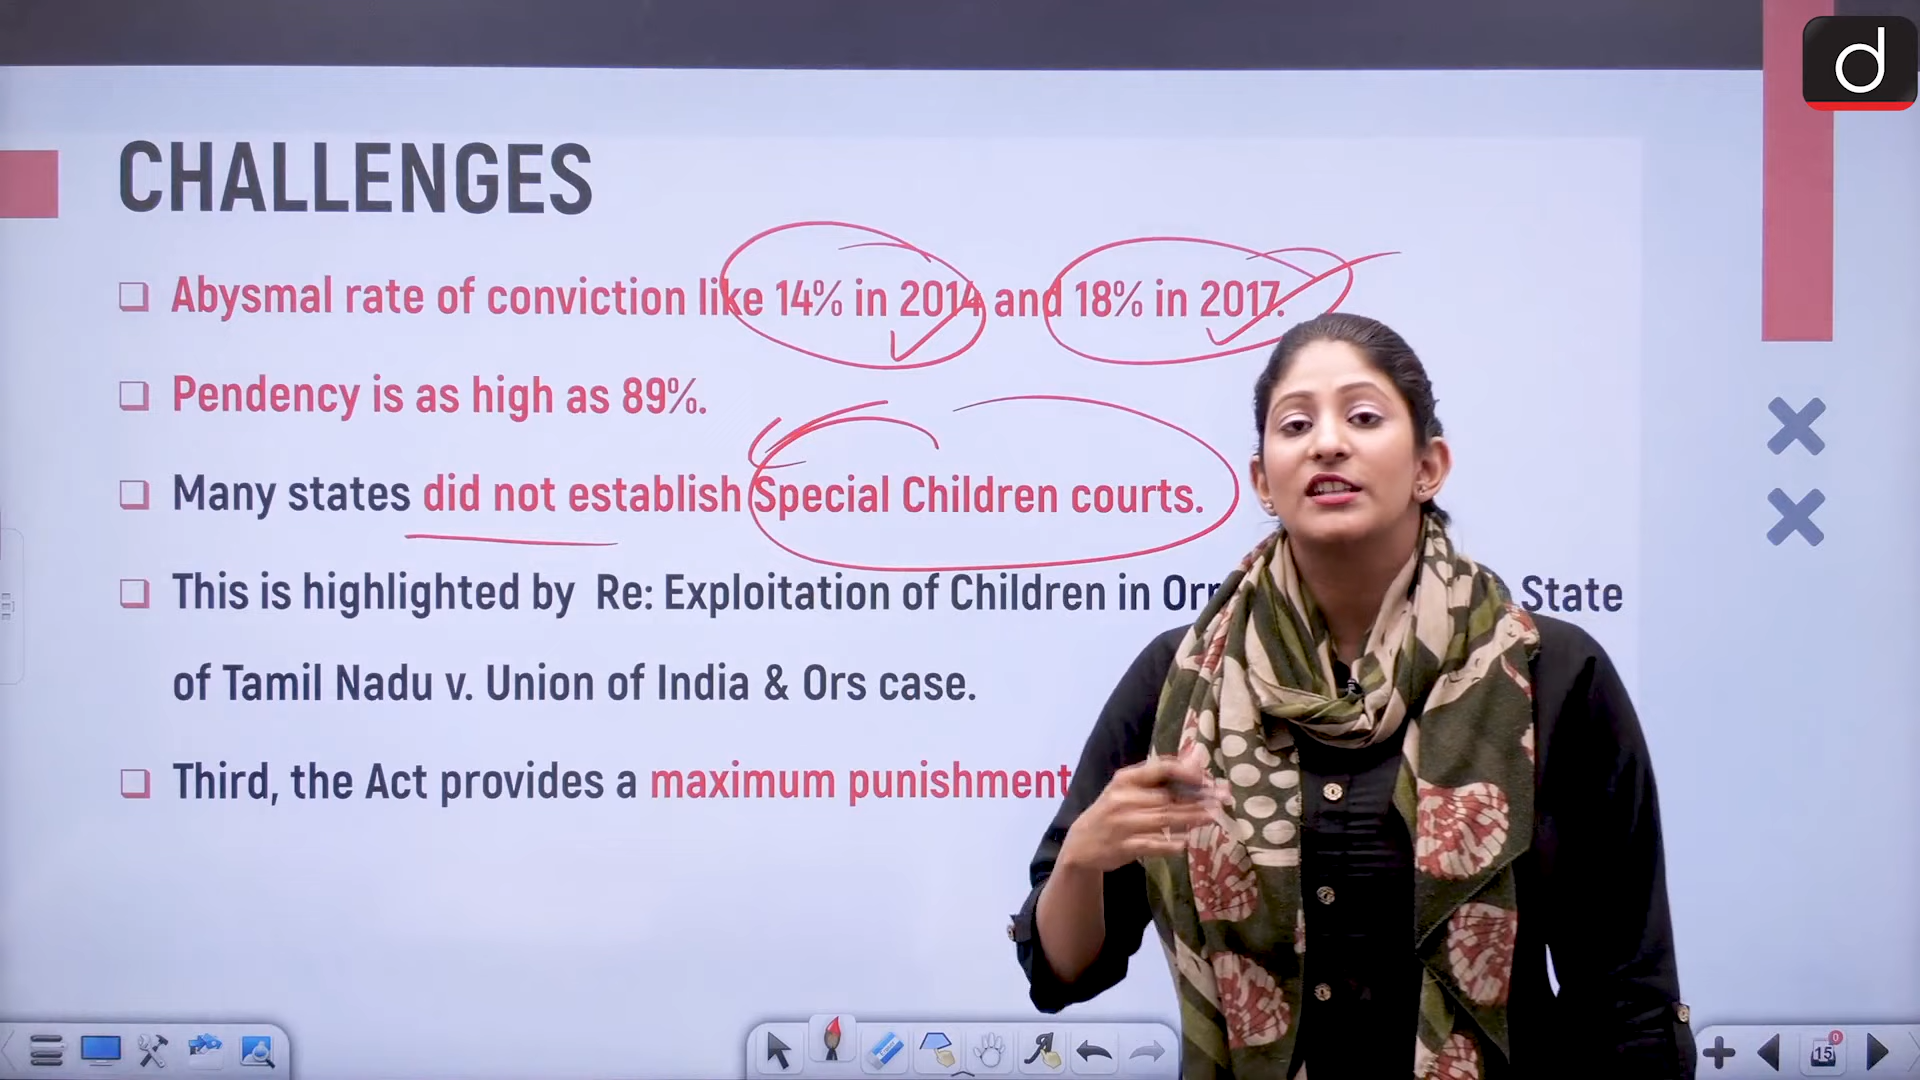 d
CHALLENGES
Abysmal rate of conviction like 14% in 2014 and 18% in 2017.
Pendency is as high as 89%.
Many states did not establish Special Children courts.
This is highlighted by Re: Exploitation of Children in State
of Tamil Nadu v. Union of India & Ors case.
Third, the Act provides a maximum punishment
15
0